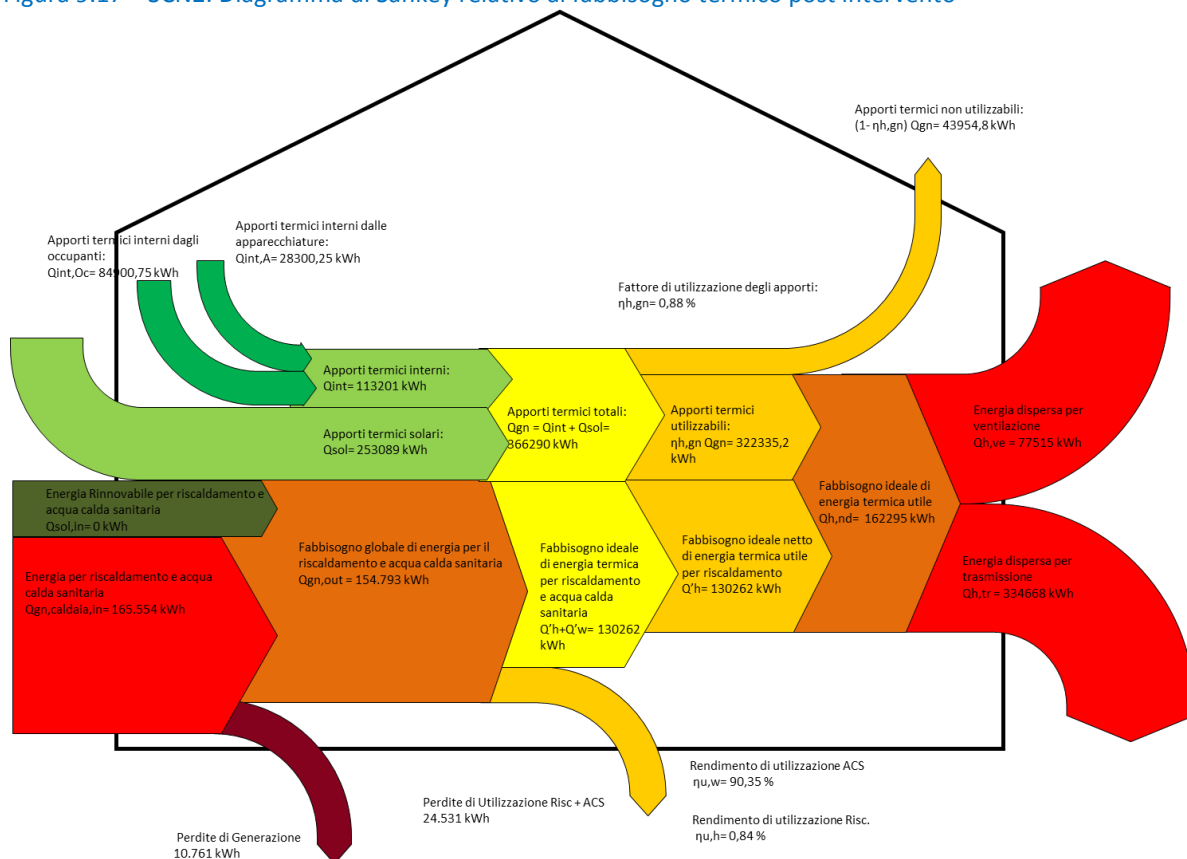 Figura 9.17 – SCN2: Diagramma di Sankey relativo al fabbisogno termico post intervento
Apporti termici non utilizzabili:
(1- ηh,gn) Qgn= 43954,8 kWh
Apporti termici interni dalle
apparecchiature:
Qint,A= 28300,25 kWh
Apporti termici interni dagli
occupanti:
Qint,Oc= 84900,75 kWh
Fattore di utilizzazione degli apporti:
ηh,gn= 0,88 %
Apporti termici interni:
Qint= 113201 kWh
Apporti termici solari:
Qsol= 253089 kWh
Apporti termici totali:
Qgn = Qint + Qsol=
366290 kWh
Apporti termici
utilizzabili:
ηh,gn Qgn= 322335,2
kWh
Energia dispersa per
ventilazione
Qh,ve = 77515 kWh
Fabbisogno ideale di
energia termica utile
Qh,nd= 162295 kWh
Energia Rinnovabile per riscaldamento e
acqua calda sanitaria
Qsol,in= 0 kWh
Energia per riscaldamento e acqua
calda sanitaria
Qgn,caldaia,in= 165.554 kWh
Fabbisogno globale di energia per il
riscaldamento e acqua calda sanitaria
Qgn,out = 154.793 kWh
Fabbisogno ideale
di energia termica
per riscaldamento
e acqua calda
sanitaria
Q'h+Q'w= 130262
kWh
Fabbisogno ideale netto
di energia termica utile
per riscaldamento
Q'h= 130262 kWh
Energia dispersa per
trasmissione
Qh,tr = 334668 kWh
Rendimento di utilizzazione ACS
ηu,w= 90,35 %
Perdite di Utilizzazione Risc + ACS
24.531 kWh
Rendimento di utilizzazione Risc.
ηu,h= 0,84 %
Perdite di Generazione
10.761 kWh